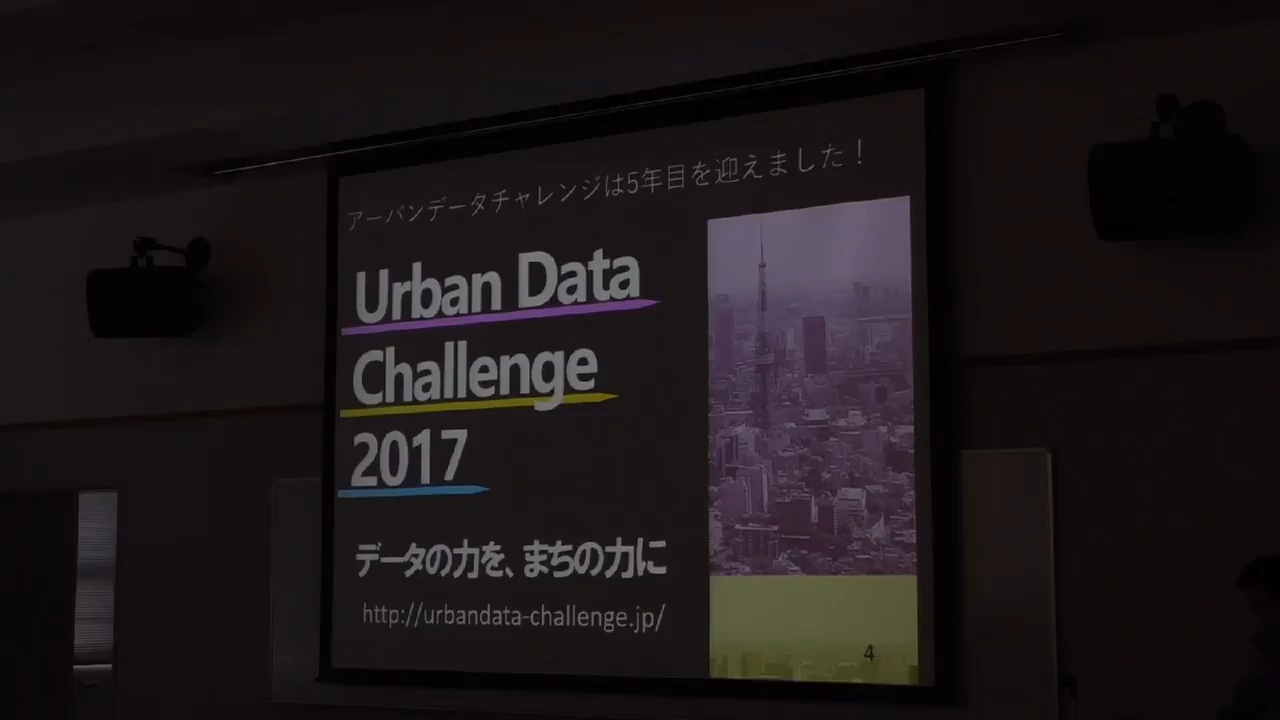 アーバンデータチャレンジは5年目を迎えました！
Urban Data
Challenge
2017
データの力を、まちの力に
http://urbandata-challenge.jp/
4